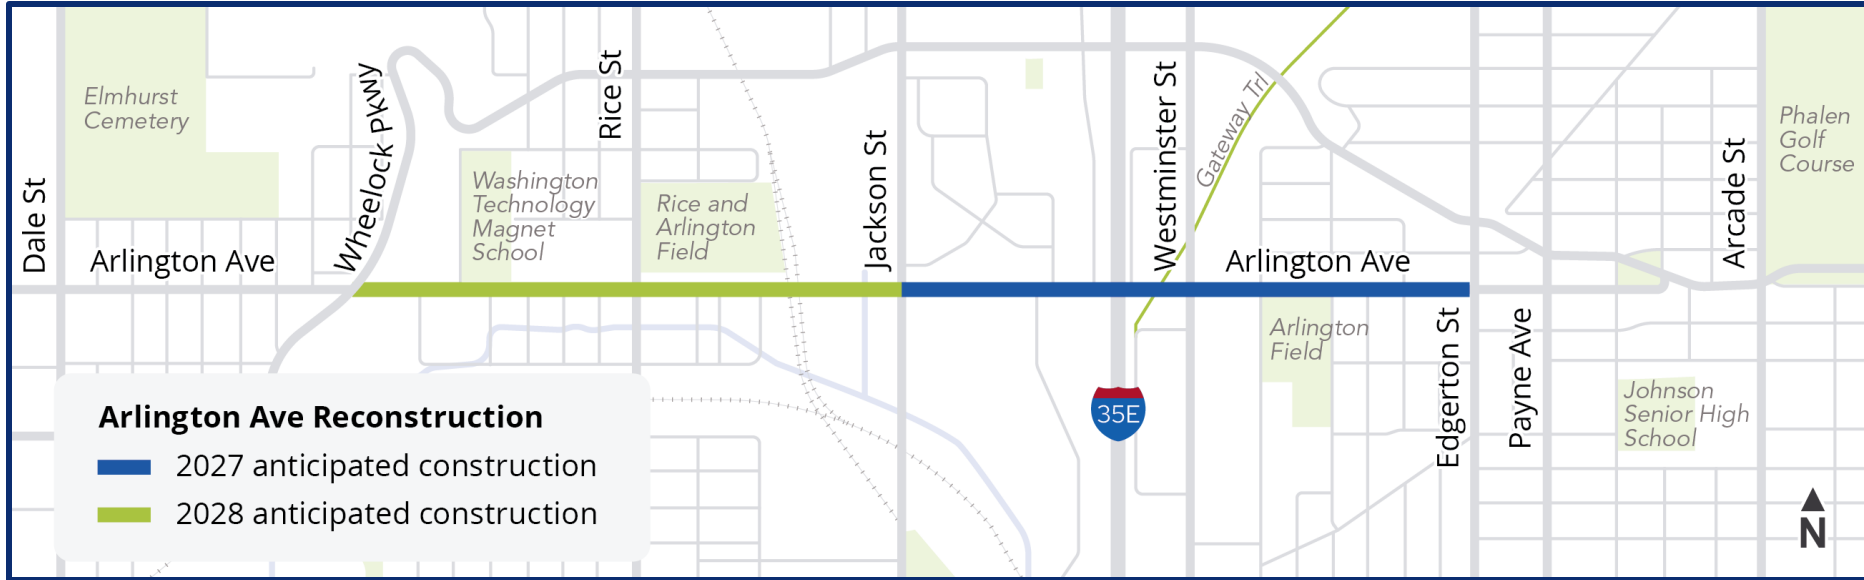 Elmhurst
Cemetery
Dale St
Arlington Ave
Wheelock Pkwy
Washington
Technology
Magnet
School
Rice St
Rice and
Arlington
Field
Jackson St
Westminster St
Gateway Trl
Arlington Ave
Arlington
Field
35E
Edgerton St
Payne Ave
Arcade St
Phalen
Golf
Course
Johnson
Senior High
School
Arlington Ave Reconstruction
2027 anticipated construction
2028 anticipated construction
N